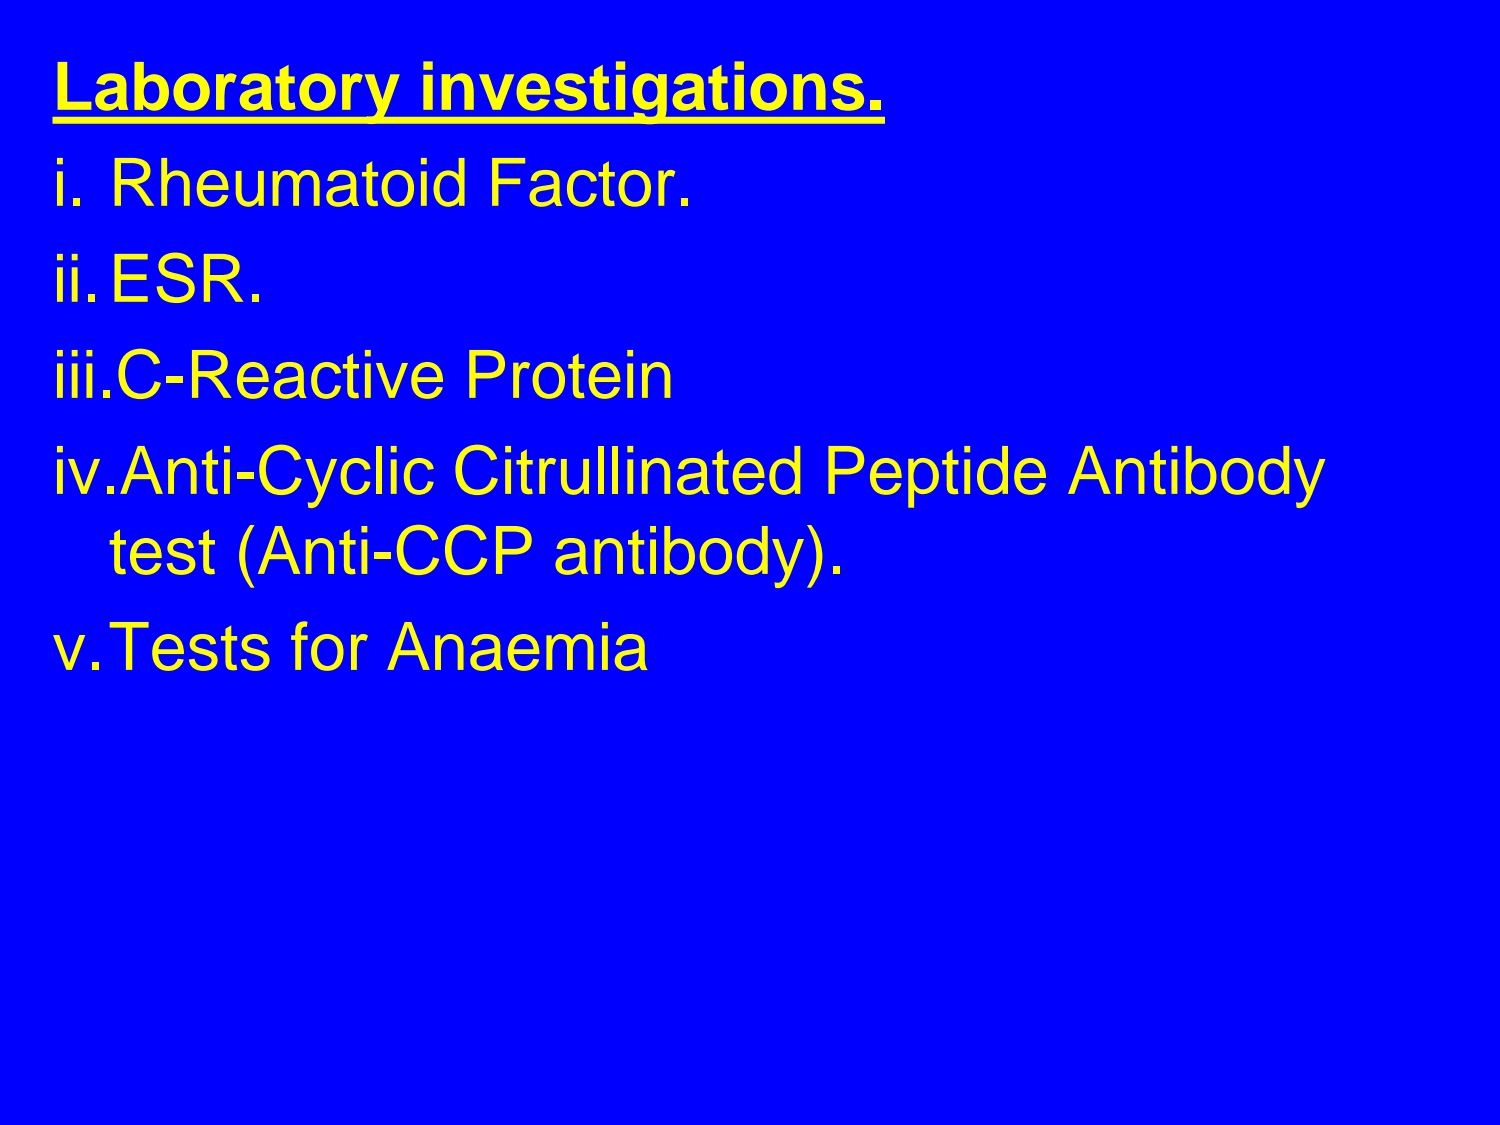 Laboratory investigations.
i. Rheumatoid Factor.
ii. ESR.
iii.C-Reactive Protein
iv.Anti-Cyclic Citrullinated Peptide Antibody
test (Anti-CCP antibody).
v. Tests for Anaemia